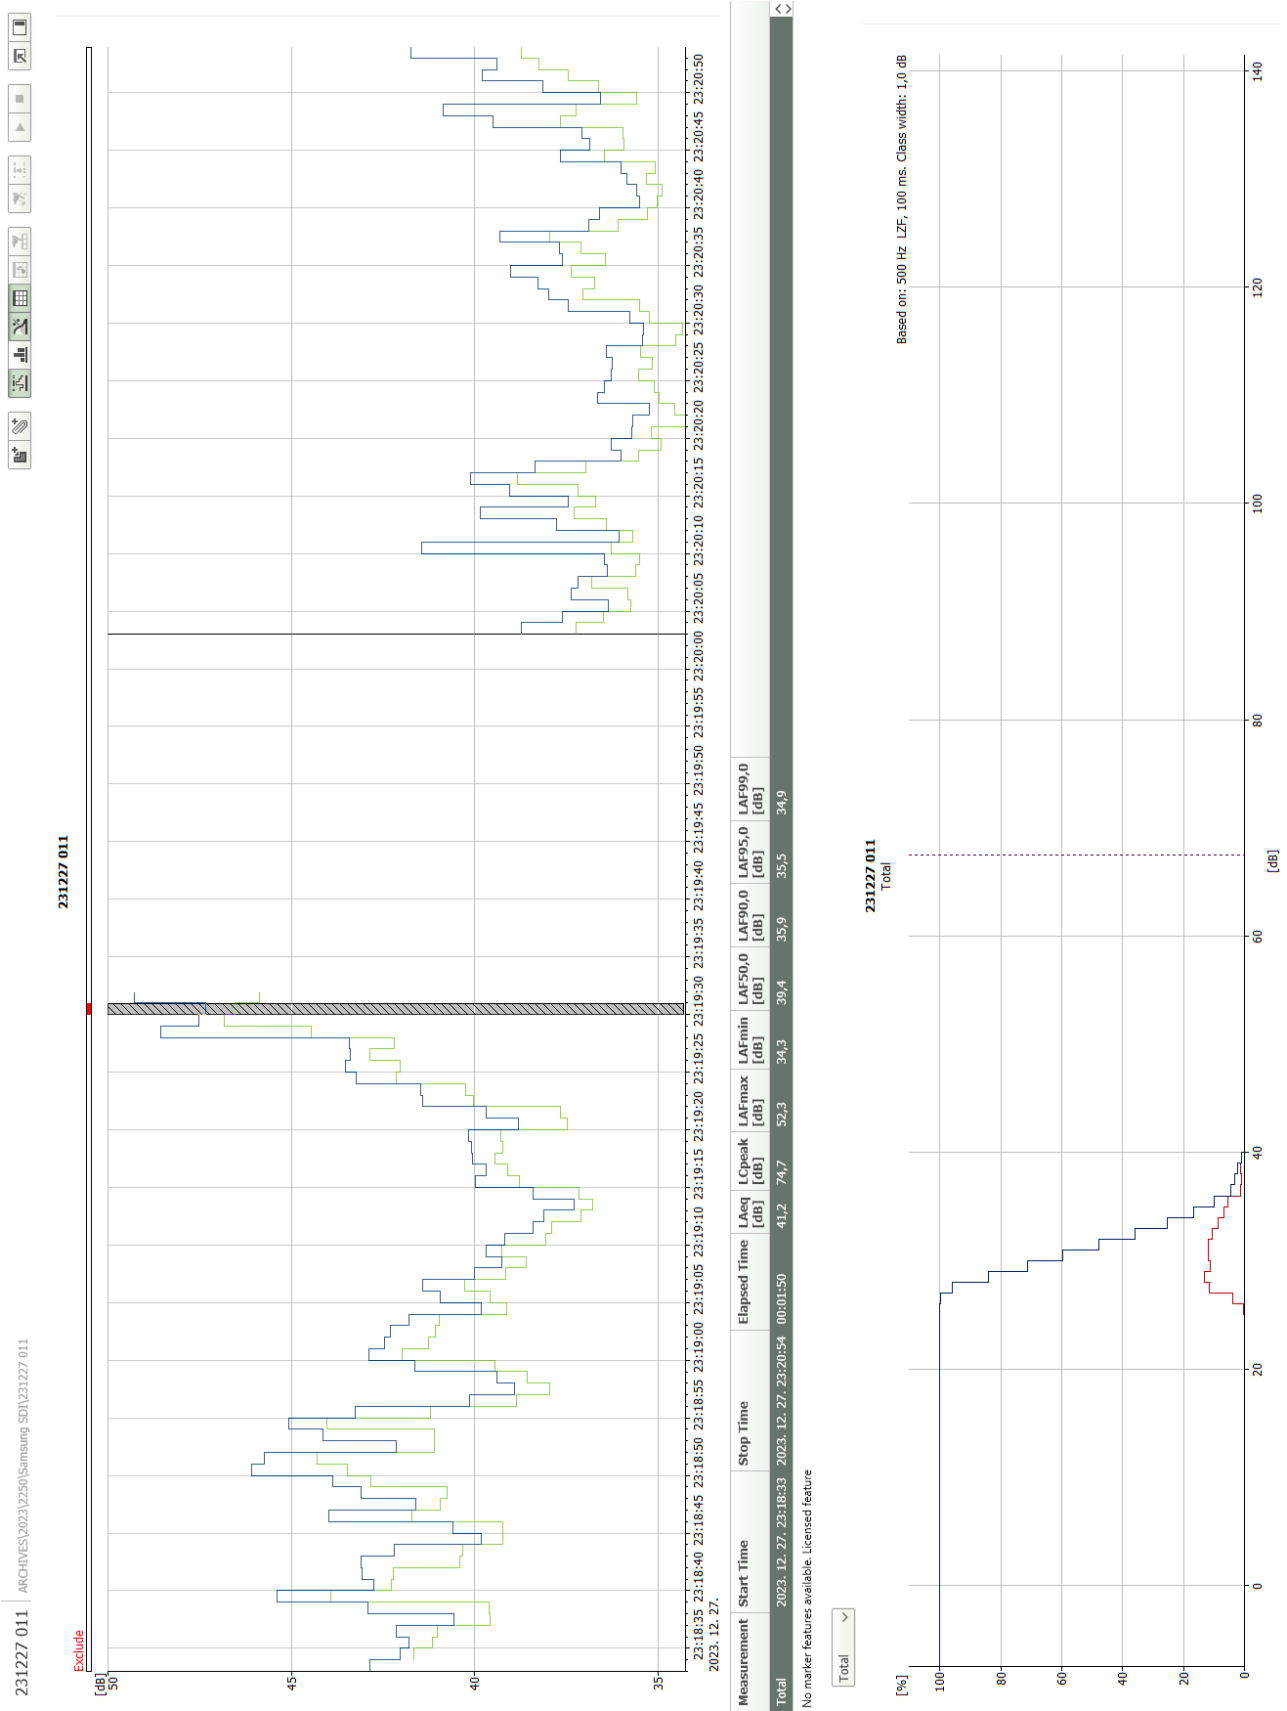 231227 011 ARCHIVES\2023\2250\Samsung SDI\231227 011
231227 011
Exclude
[dB]
50
45
40
35
23:18:35 23:18:40 23:18:45 23:18:50 23:18:55 23:19:00 23:19:05 23:19:10 23:19:15 23:19:20 23:19:25 23:19:30 23:19:35 23:19:40 23:19:45 23:19:50 23:19:55 23:20:00 23:20:05 23:20:10 23:20:15 23:20:20 23:20:25 23:20:30 23:20:35 23:20:40 23:20:45 23:20:50
2023. 12. 27.
Measurement Start Time Stop Time Elapsed Time LAeq [dB] LCpeak [dB] LAFmax [dB] LAFmin [dB] LAF50,0 [dB] LAF90,0 [dB] LAF95,0 [dB] LAF99,0 [dB]
Total 2023. 12. 27. 23:18:33 2023. 12. 27. 23:20:54 00:01:50 41,2 74,7 52,3 34,3 39,4 35,9 35,5 34,9
No marker features available. Licensed feature
Total
231227 011
Total
[%]
Based on: 500 Hz LZF, 100 ms. Class width: 1,0 dB
100
80
60
40
20
0
0 20 40 60 80 100 120 140
[dB]